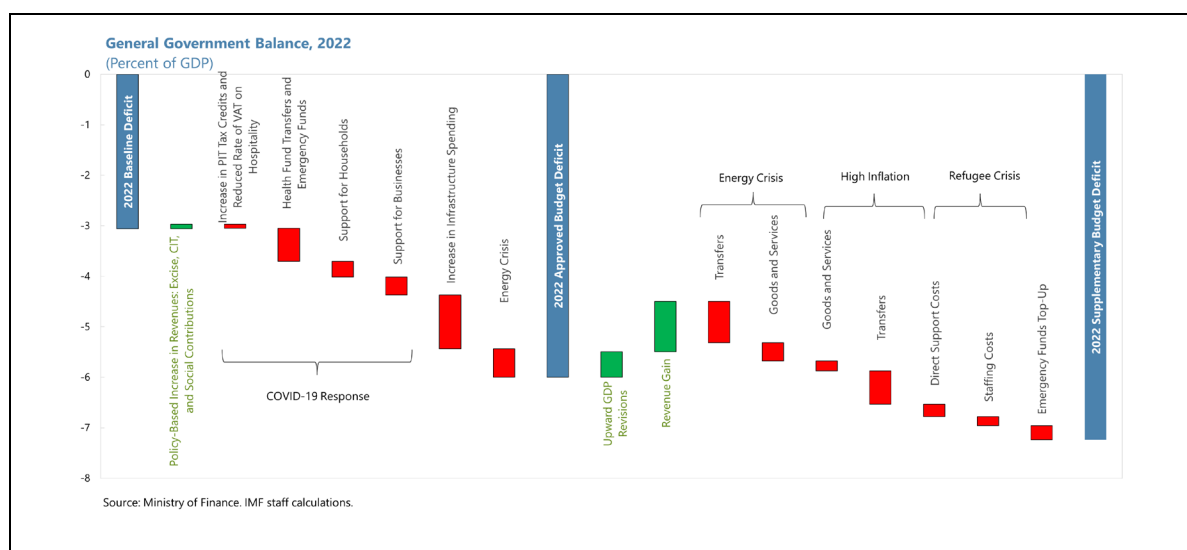 General Government Balance, 2022
(Percent of GDP)
0
-1
-2
-3
-4
-5
-6
-7
-8
2022 Baseline Deficit
Policy-Based Increase in Revenues: Excise, CIT,
and Social Contributions
Increase in PIT Tax Credits and
Reduced Rate of VAT on
Hospitality
Health Fund Transfers and
Emergency Funds
Support for Households
Support for Businesses
COVID-19 Response
Increase in Infrastructure Spending
Energy Crisis
2022 Approved Budget Deficit
Upward GDP
Revisions
Revenue Gain
Energy Crisis
Transfers
Goods and Services
High Inflation
Goods and Services
Transfers
Refugee Crisis
Direct Support Costs
Staffing Costs
Emergency Funds Top-Up
2022 Supplementary Budget Deficit
Source: Ministry of Finance. IMF staff calculations.